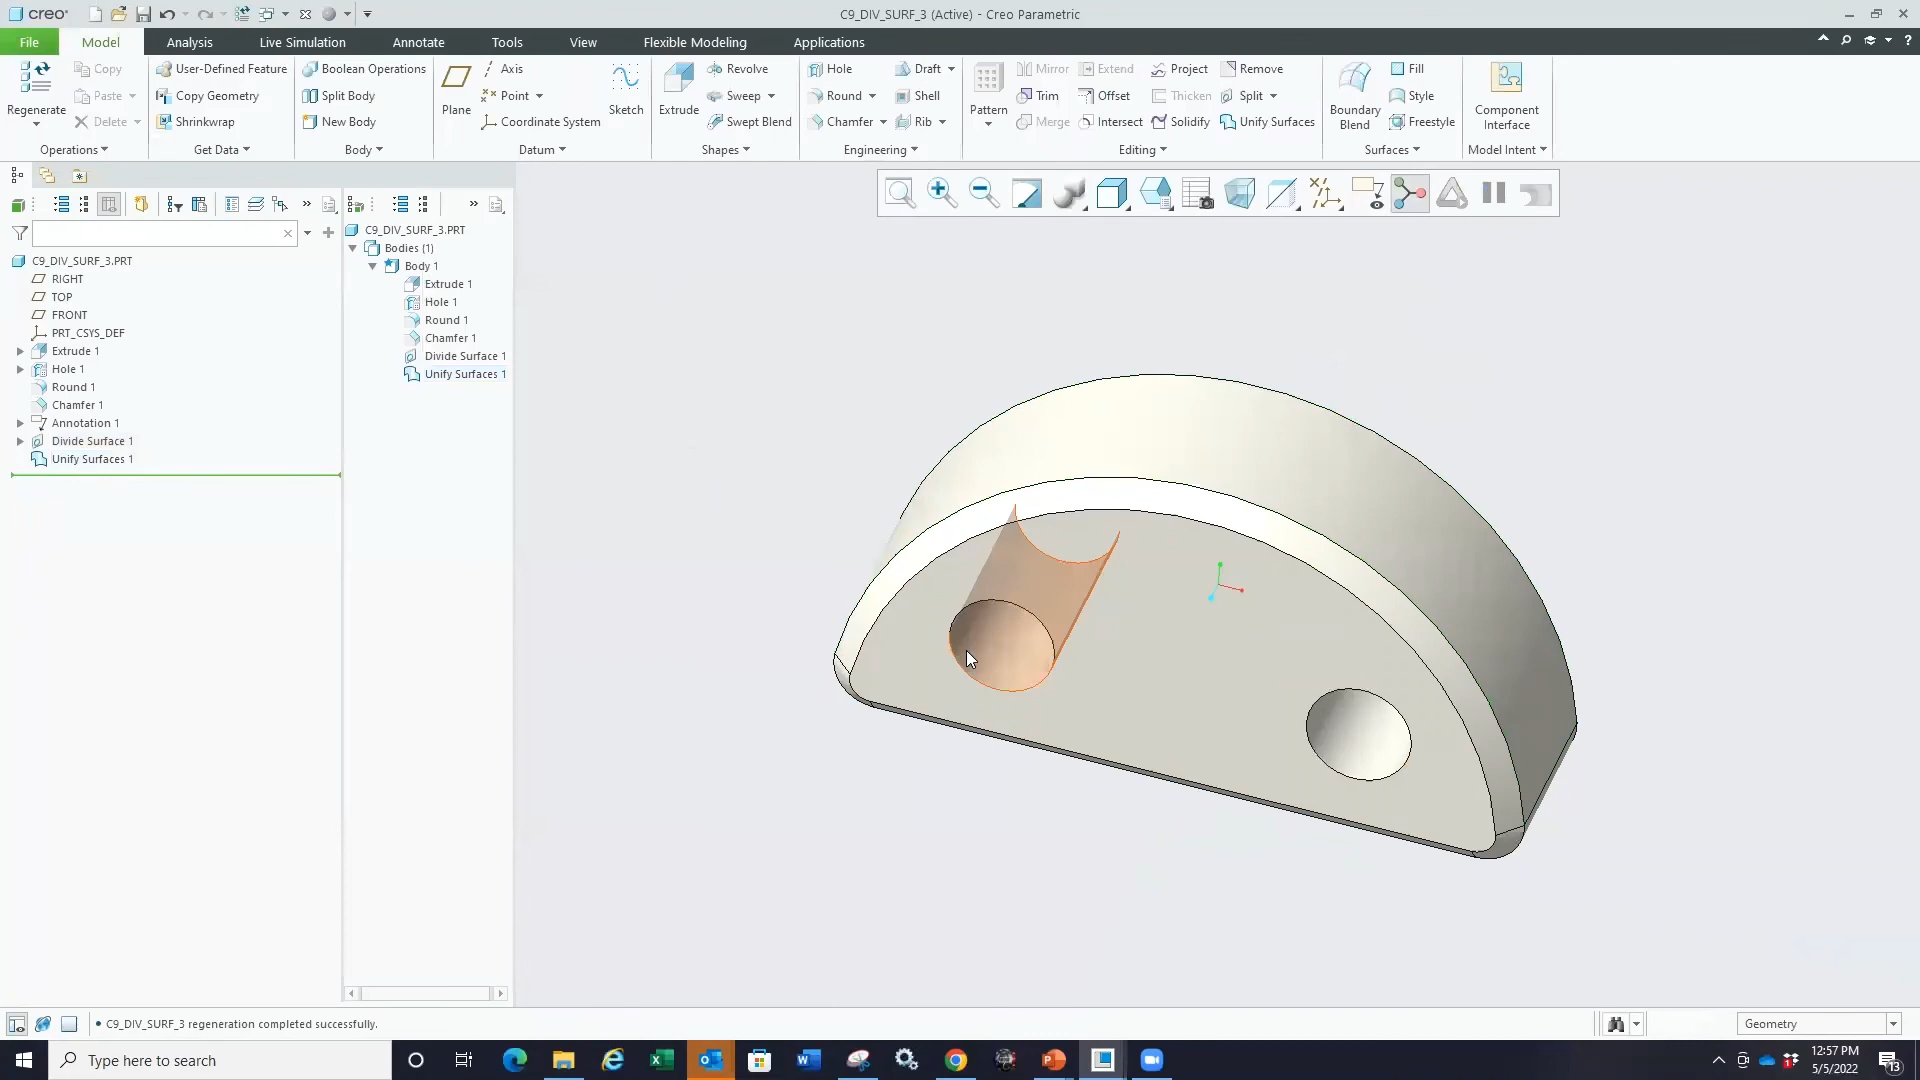 creo
C9_DIV_SURF_3 (Active) - Creo Parametric
File Model Analysis Live Simulation Annotate Tools View Flexible Modeling Applications
Regenerate
Copy
Paste
Delete
Operations
User-Defined Feature
Copy Geometry
Shrinkwrap
Get Data
Boolean Operations
Split Body
New Body
Body
Plane
Axis
Point
Coordinate System
Sketch
Datum
Extrude
Revolve
Sweep
Swept Blend
Shapes
Hole
Draft
Round
Shell
Chamfer
Rib
Engineering
Pattern
Mirror
Extend
Project
Remove
Trim
Offset
Thicken
Split
Merge
Intersect
Solidify
Unify Surfaces
Editing
Boundary
Blend
Fill
Style
Freestyle
Surfaces
Component
Interface
Model Intent
C9_DIV_SURF_3.PRT
RIGHT
TOP
FRONT
PRT_CSYS_DEF
Extrude 1
Hole 1
Round 1
Chamfer 1
Annotation 1
Divide Surface 1
Unify Surfaces 1
C9_DIV_SURF_3.PRT
Bodies (1)
Body 1
Extrude 1
Hole 1
Round 1
Chamfer 1
Divide Surface 1
Unify Surfaces 1
• C9_DIV_SURF_3 regeneration completed successfully.
Geometry
Type here to search
12:57 PM
5/5/2022
13